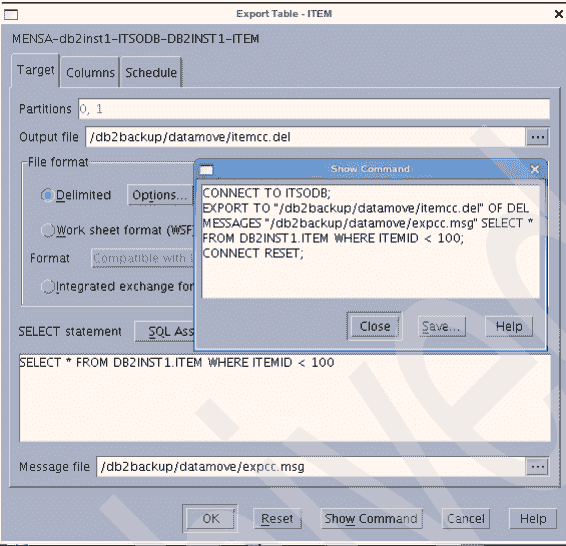 Export Table - ITEM
MENSA-db2inst1-ITSODB-DB2INST1-ITEM
Target Columns Schedule
Partitions 0, 1
Output file /db2backup/datamove/itemcc.del ...
File format
Delimited Options...
Work sheet format (WSF
Format Compatible with
Integrated exchange for
Show Command
CONNECT TO ITSODB;
EXPORT TO "/db2backup/datamove/itemcc.del" OF DEL
MESSAGES "/db2backup/datamove/expcc.msg" SELECT *
FROM DB2INST1.ITEM WHERE ITEMID < 100;
CONNECT RESET;
Close Save... Help
SELECT statement SQL Ass
SELECT * FROM DB2INST1.ITEM WHERE ITEMID < 100
Message file /db2backup/datamove/expcc.msg ...
OK Reset Show Command Cancel Help